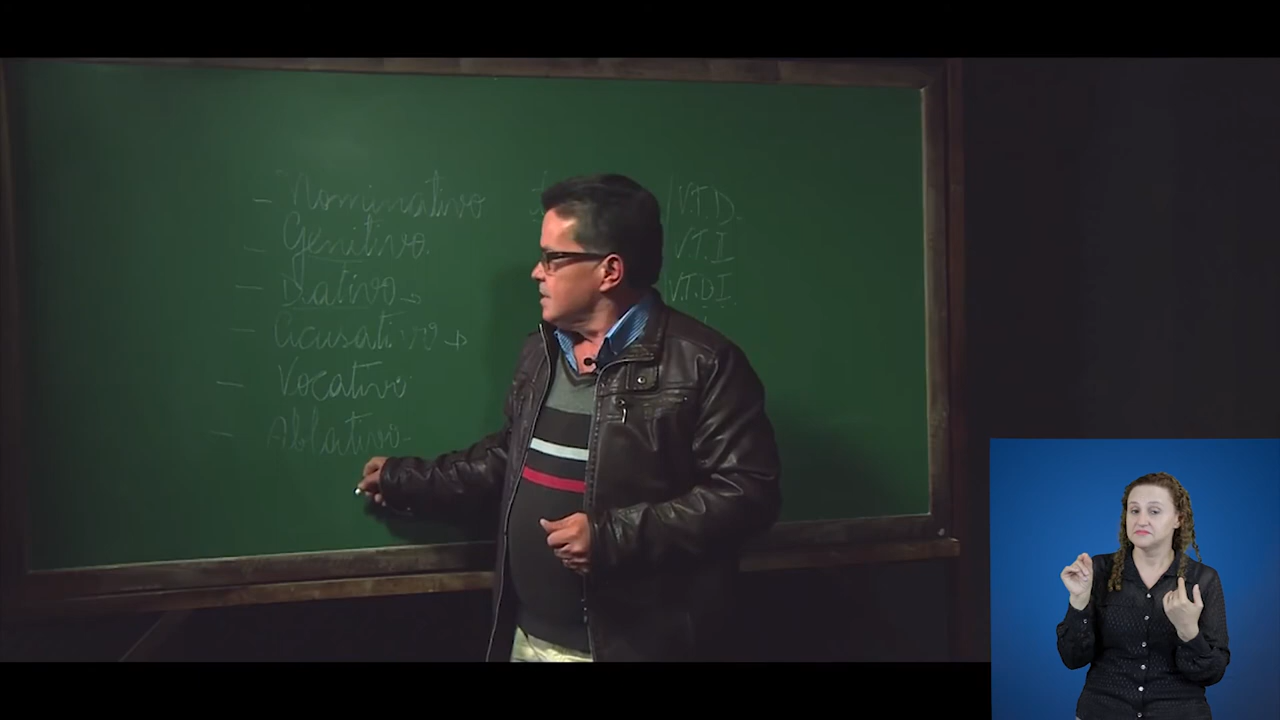 - Nominativo V.T.D.
- Genitivo. V.T.I
- Dativo → V.T.D.I.
- Acusativo →
- Vocativo
- Ablativo